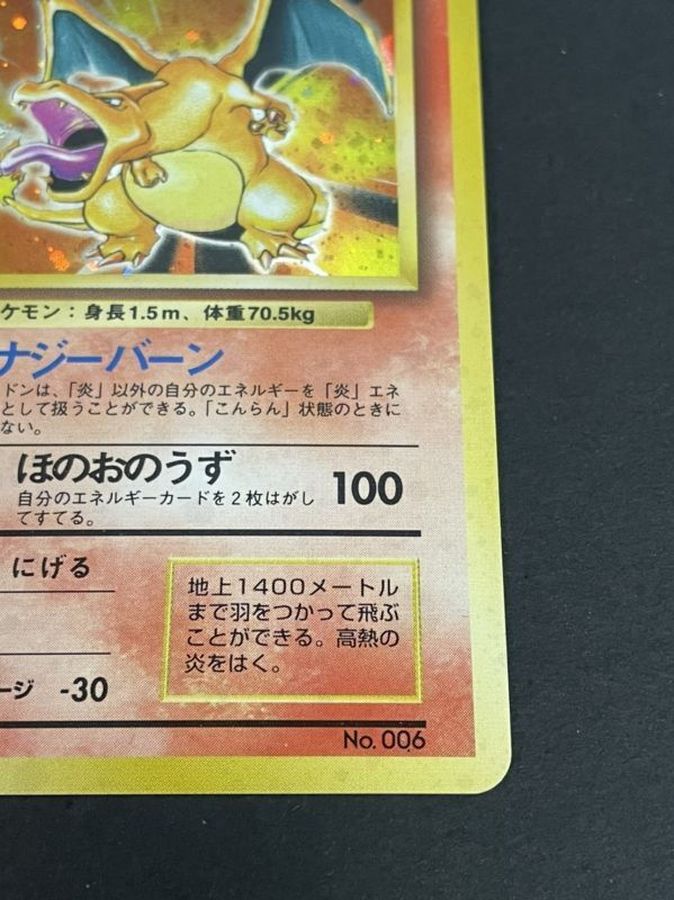 ケモン：身長1.5m、体重70.5kg
ナジーバーン
ドンは、「炎」以外の自分のエネルギーを「炎」エネ
として扱うことができる。「こんらん」状態のときに
ない。
ほのおのうず
100
自分のエネルギーカードを2枚はがし
てすてる。
にげる
地上1400メートル
まで羽をつかって飛ぶ
ことができる。高熱の
炎をはく。
ージ -30
No. 006